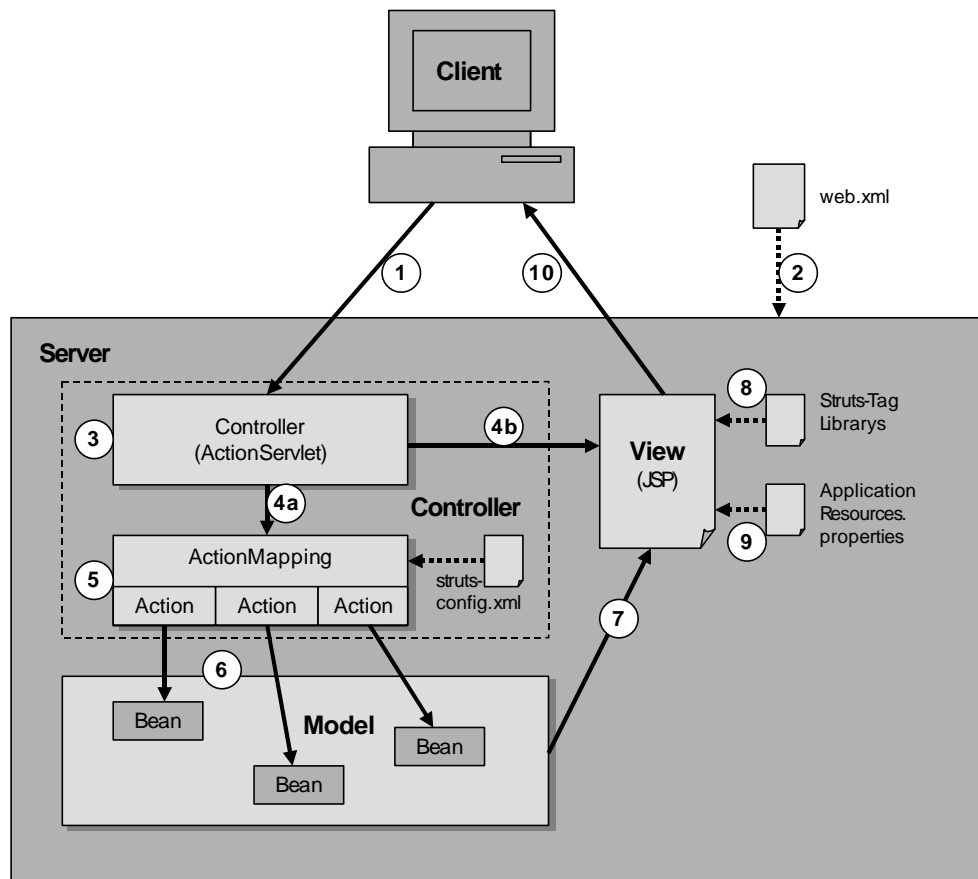 Client
web.xml
1
10
2
Server
3
Controller
(ActionServlet)
4b
View
(JSP)
8
Struts-Tag
Librarys
4a
Controller
9
Application
Resources.
properties
5
ActionMapping
Action
Action
Action
struts-
config.xml
7
6
Model
Bean
Bean
Bean